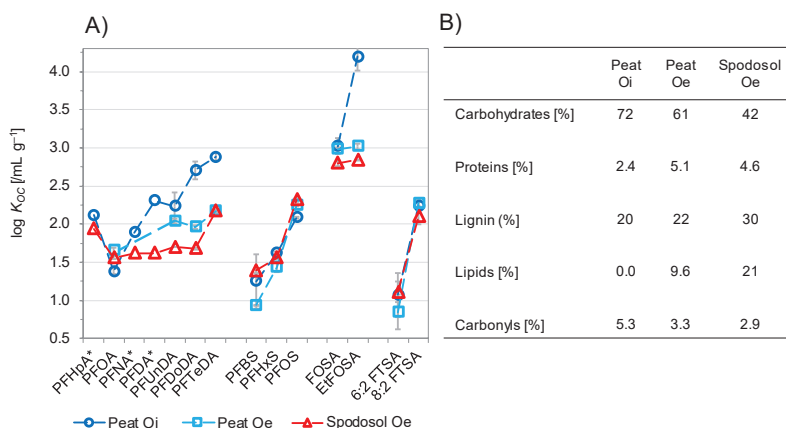 A)
log KOC [/mL g⁻¹]
4.0
3.5
3.0
2.5
2.0
1.5
1.0
0.5
PFHpA*
PFOA
PFNA*
PFDA*
PFUnDA
PFDoDA
PFTeDA
PFBS
PFHxS
PFOS
FOSA
EtFOSA
6:2 FTSA
8:2 FTSA
Peat Oi Peat Oe Spodosol Oe
B)
Peat Peat Spodosol
Oi Oe Oe
Carbohydrates [%] 72 61 42
Proteins [%] 2.4 5.1 4.6
Lignin (%] 20 22 30
Lipids [%] 0.0 9.6 21
Carbonyls [%] 5.3 3.3 2.9